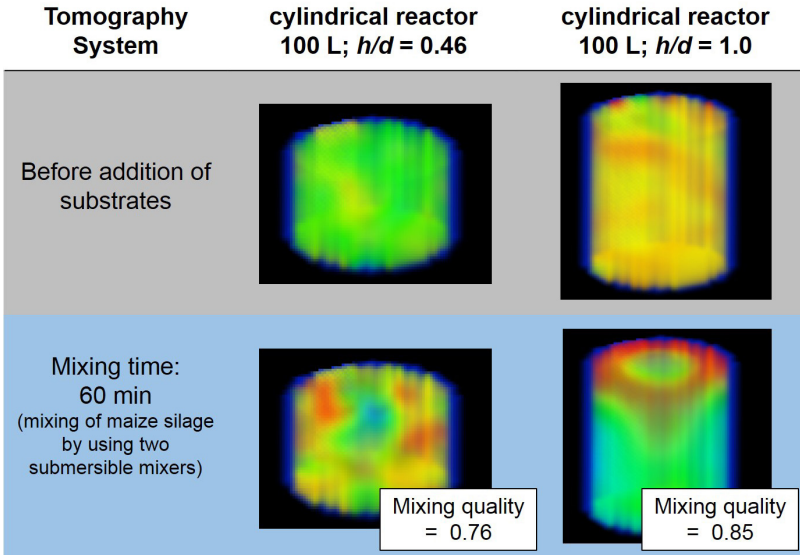 Tomography
System
cylindrical reactor
100 L; h/d = 0.46
cylindrical reactor
100 L; h/d = 1.0
Before addition of
substrates
Mixing time:
60 min
(mixing of maize silage
by using two
submersible mixers)
Mixing quality
= 0.76
Mixing quality
= 0.85